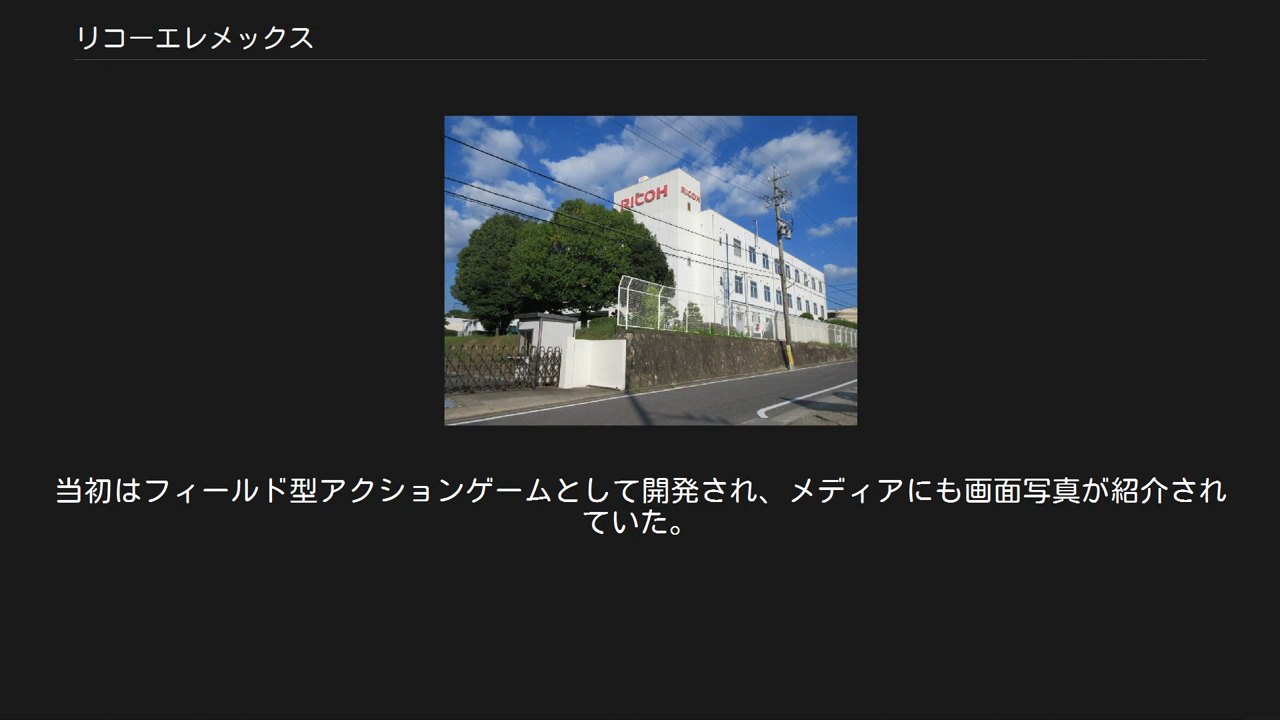 リコーエレメックス
RICOH RICOH
当初はフィールド型アクションゲームとして開発され、メディアにも画面写真が紹介され
ていた。